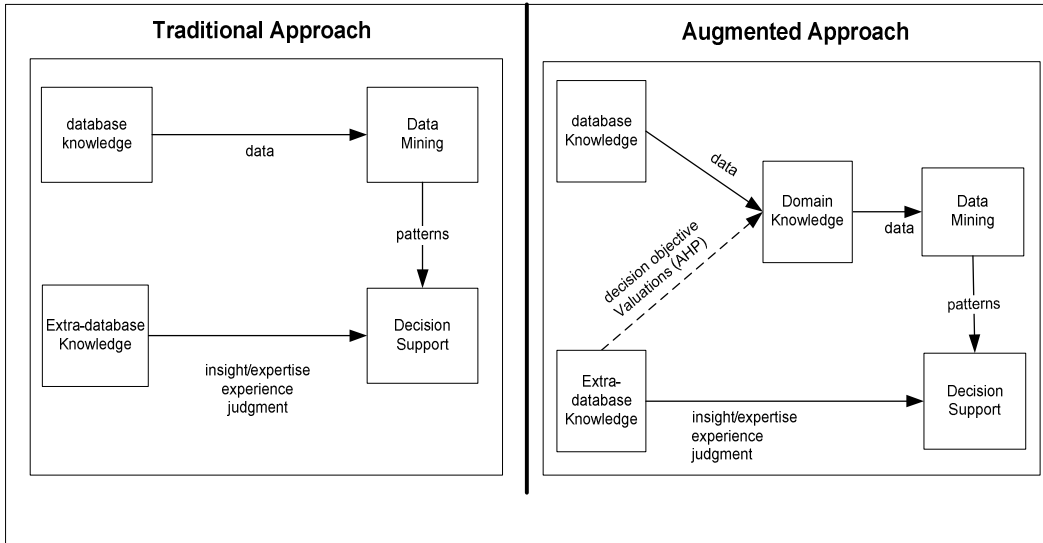 Traditional Approach
database
knowledge
data
Data
Mining
patterns
Extra-database
Knowledge
insight/expertise
experience
judgment
Decision
Support
Augmented Approach
database
Knowledge
data
Domain
Knowledge
data
Data
Mining
decision objective
Valuations (AHP)
patterns
Extra-
database
Knowledge
insight/expertise
experience
judgment
Decision
Support